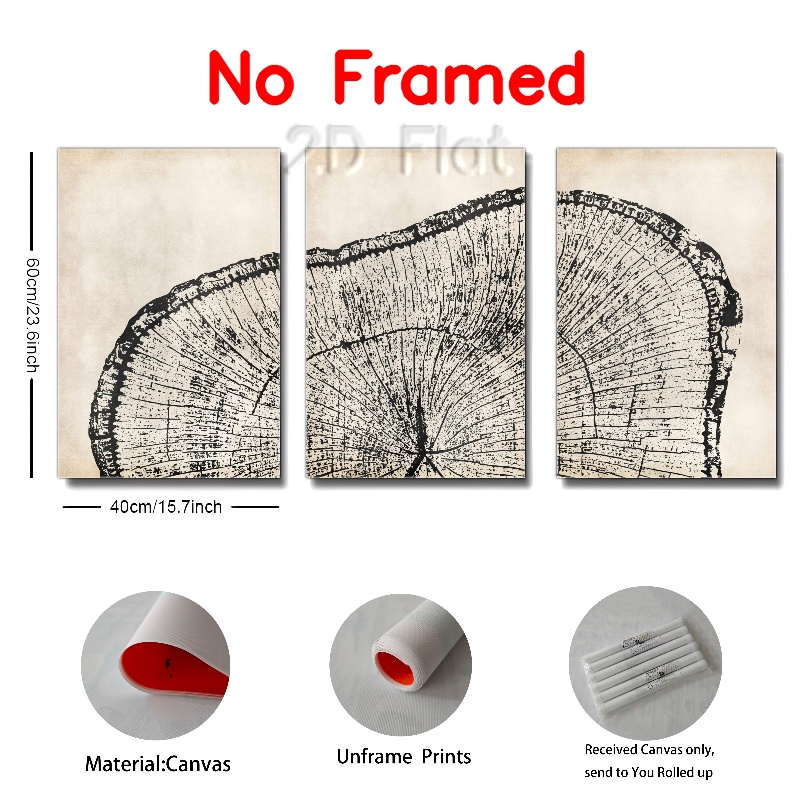 No Framed
2.D Flat.
60cm/23.6inch
40cm/15.7inch
Material:Canvas
Unframe Prints
Received Canvas only,
send to You Rolled up